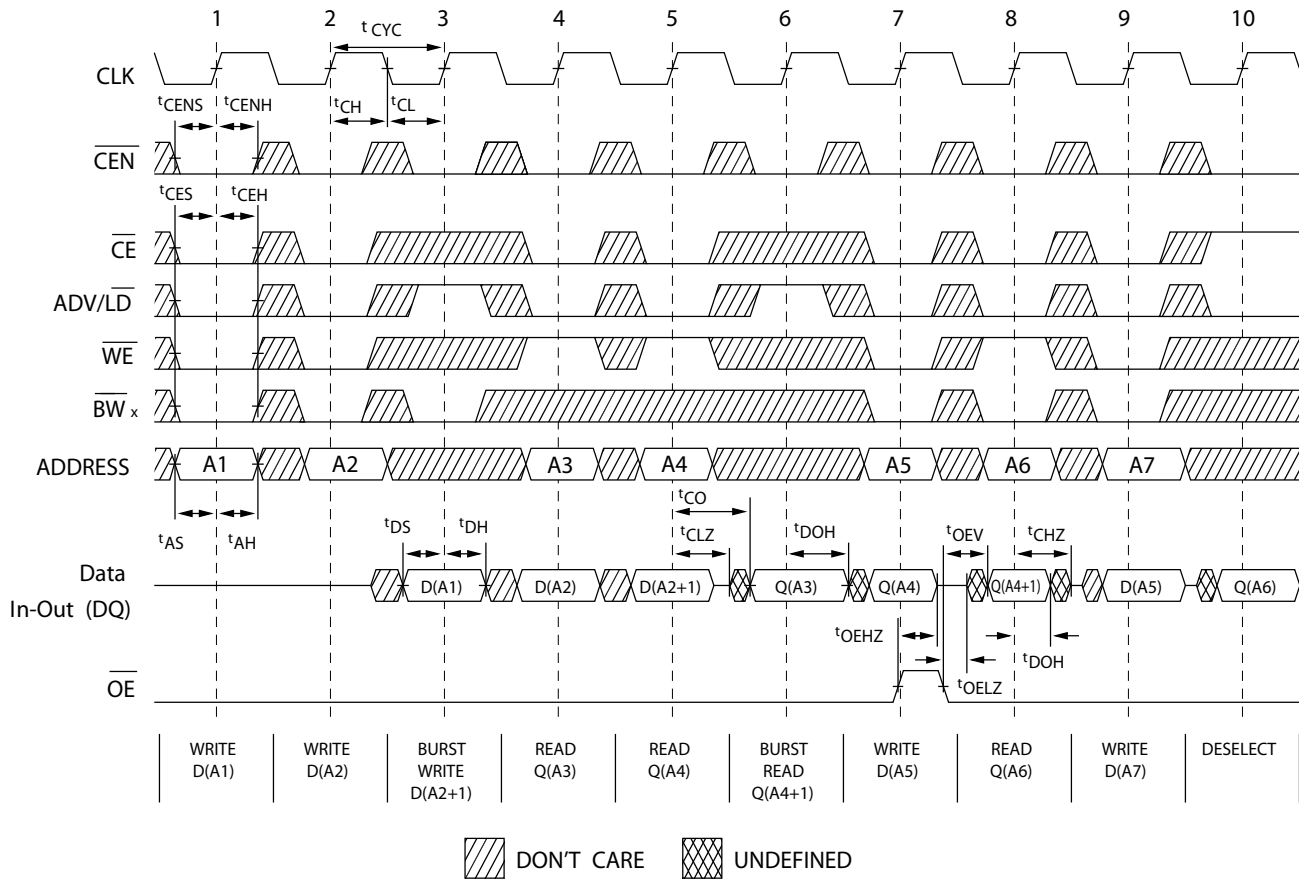 1 2 3 4 5 6 7 8 9 10
t CYC
CLK
tCENS tCENH tCH tCL
CEN
tCES tCEH
CE
ADV/LD
WE
BW x
ADDRESS A1 A2 A3 A4 A5 A6 A7
tCO
tAS tAH tDS tDH tCLZ tDOH tOEV tCHZ
Data
In-Out (DQ) D(A1) D(A2) D(A2+1) Q(A3) Q(A4) Q(A4+1) D(A5) Q(A6)
tOEHZ tDOH
tOELZ
OE
WRITE
D(A1)
WRITE
D(A2)
BURST
WRITE
D(A2+1)
READ
Q(A3)
READ
Q(A4)
BURST
READ
Q(A4+1)
WRITE
D(A5)
READ
Q(A6)
WRITE
D(A7)
DESELECT
DON'T CARE UNDEFINED